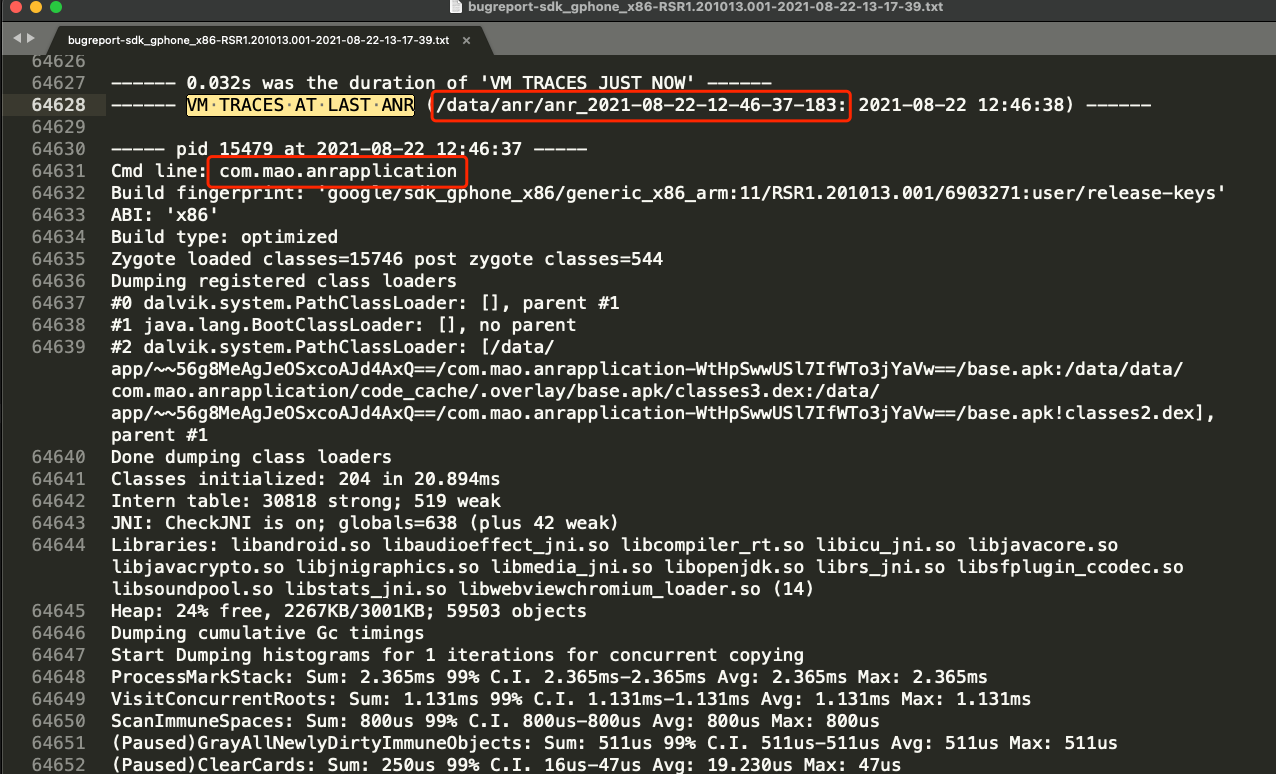 bugreport-sdk_gphone_x86-RSR1.201013.001-2021-08-22-13-17-39.txt
bugreport-sdk_gphone_x86-RSR1.201013.001-2021-08-22-13-17-39.txt ×
64626
64627 ------ 0.032s was the duration of 'VM TRACES JUST NOW' ------
64628 ------ VM·TRACES·AT·LAST·ANR (/data/anr/anr_2021-08-22-12-46-37-183: 2021-08-22 12:46:38) ------
64629
64630 ----- pid 15479 at 2021-08-22 12:46:37 -----
64631 Cmd line: com.mao.anrapplication
64632 Build fingerprint: 'google/sdk_gphone_x86/generic_x86_arm:11/RSR1.201013.001/6903271:user/release-keys'
64633 ABI: 'x86'
64634 Build type: optimized
64635 Zygote loaded classes=15746 post zygote classes=544
64636 Dumping registered class loaders
64637 #0 dalvik.system.PathClassLoader: [], parent #1
64638 #1 java.lang.BootClassLoader: [], no parent
64639 #2 dalvik.system.PathClassLoader: [/data/
app/~~56g8MeAgJeOSxcoAJd4AxQ==/com.mao.anrapplication-WtHpSwwUSl7IfWTo3jYaVw==/base.apk:/data/data/
com.mao.anrapplication/code_cache/.overlay/base.apk/classes3.dex:/data/
app/~~56g8MeAgJeOSxcoAJd4AxQ==/com.mao.anrapplication-WtHpSwwUSl7IfWTo3jYaVw==/base.apk!classes2.dex],
parent #1
64640 Done dumping class loaders
64641 Classes initialized: 204 in 20.894ms
64642 Intern table: 30818 strong; 519 weak
64643 JNI: CheckJNI is on; globals=638 (plus 42 weak)
64644 Libraries: libandroid.so libaudioeffect_jni.so libcompiler_rt.so libicu_jni.so libjavacore.so
libjavacrypto.so libjnigraphics.so libmedia_jni.so libopenjdk.so librs_jni.so libsfplugin_ccodec.so
libsoundpool.so libstats_jni.so libwebviewchromium_loader.so (14)
64645 Heap: 24% free, 2267KB/3001KB; 59503 objects
64646 Dumping cumulative Gc timings
64647 Start Dumping histograms for 1 iterations for concurrent copying
64648 ProcessMarkStack: Sum: 2.365ms 99% C.I. 2.365ms-2.365ms Avg: 2.365ms Max: 2.365ms
64649 VisitConcurrentRoots: Sum: 1.131ms 99% C.I. 1.131ms-1.131ms Avg: 1.131ms Max: 1.131ms
64650 ScanImmuneSpaces: Sum: 800us 99% C.I. 800us-800us Avg: 800us Max: 800us
64651 (Paused)GrayAllNewlyDirtyImmuneObjects: Sum: 511us 99% C.I. 511us-511us Avg: 511us Max: 511us
64652 (Paused)ClearCards: Sum: 250us 99% C.I. 16us-47us Avg: 19.230us Max: 47us